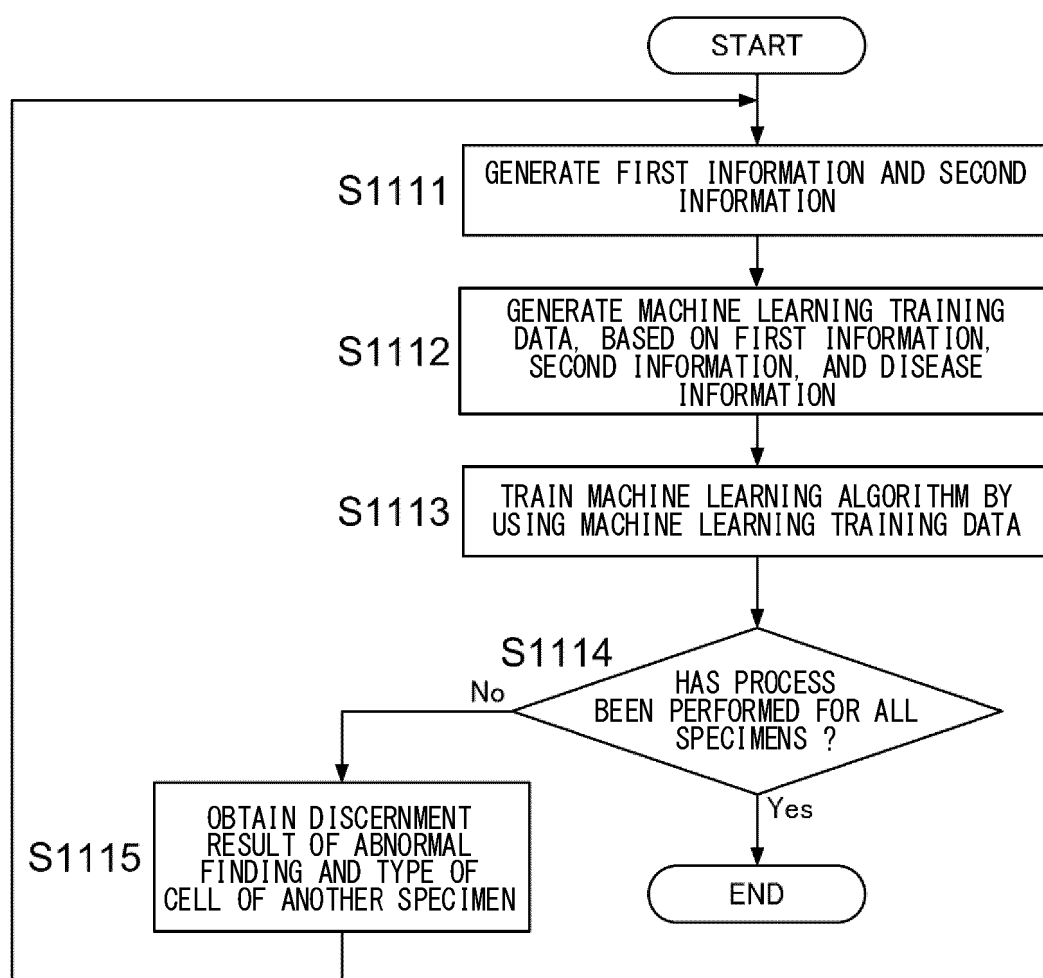 START
S1111
GENERATE FIRST INFORMATION AND SECOND
INFORMATION
S1112
GENERATE MACHINE LEARNING TRAINING
DATA, BASED ON FIRST INFORMATION,
SECOND INFORMATION, AND DISEASE
INFORMATION
S1113
TRAIN MACHINE LEARNING ALGORITHM BY
USING MACHINE LEARNING TRAINING DATA
S1114
HAS PROCESS
BEEN PERFORMED FOR ALL
SPECIMENS ?
No
Yes
S1115
OBTAIN DISCERNMENT
RESULT OF ABNORMAL
FINDING AND TYPE OF
CELL OF ANOTHER SPECIMEN
END